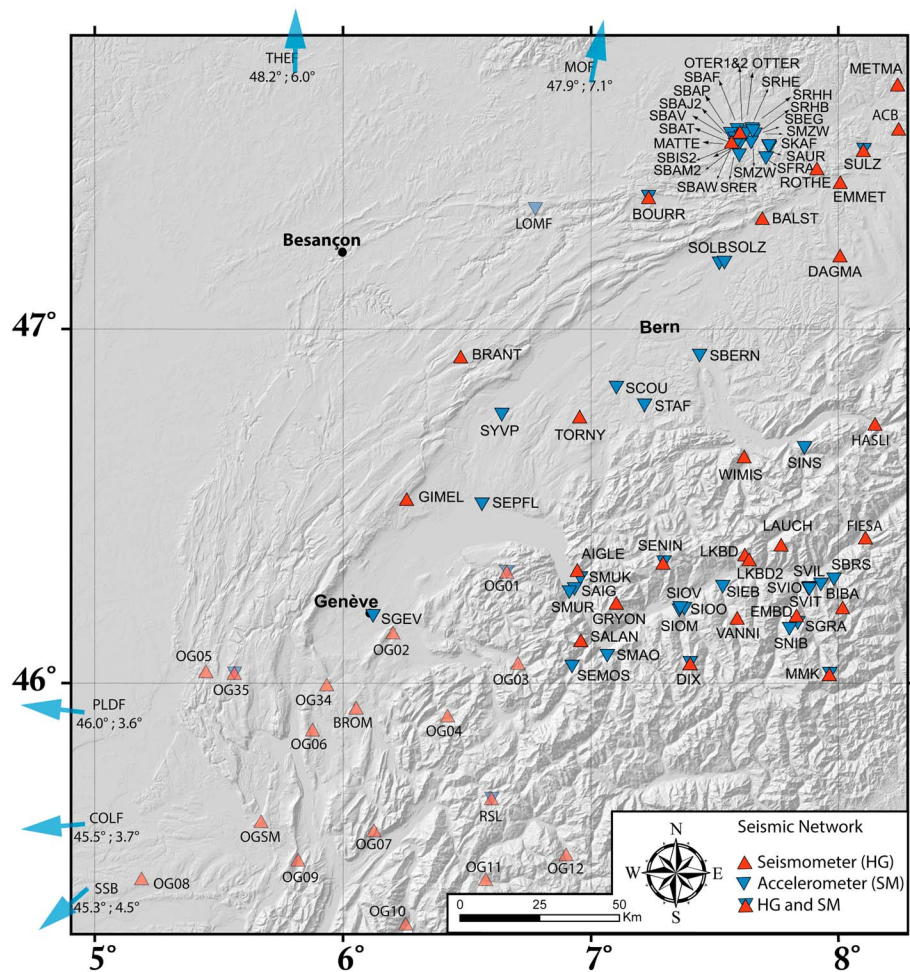 THEF
48.2° ; 6.0°
MOF
47.9° ; 7.1°
OTER1&2 OTTER
SBAF
SRHE
SBAP
SRHH
SBAJ2
SRHB
SBAV
SBEG
SBAT
SMZW
MATTE
SKAF
SBIS2
SAUR
SBAM2
SMZW
SFRA
SBAW
SRER
METMA
ACB
SULZ
ROTHE
EMMET
BOURR
LOMF
BALST
Besançon
SOLB
SOLZ
DAGMA
47°
Bern
BRANT
SBERN
SCOU
STAF
SYVP
TORNY
HASLI
SINS
WIMIS
GIMEL
SEPFL
LAUCH
FIESA
SENIN
LKBD
AIGLE
LKBD2
SVIL
SBRS
OG01
SMUK
SAIG
SIOV
SIEB
SVIO
BIBA
Genève
SGEV
SMUR
GRYON
SIOO
SVIT
EMBD
SIOM
VANNI
SGRA
OG02
SALAN
SNIB
SMAO
OG05
OG03
SEMOS
DIX
MMK
46°
OG35
OG34
PLDF
46.0° ; 3.6°
BROM
OG04
OG06
COLF
45.5° ; 3.7°
OGSM
RSL
OG07
SSB
45.3° ; 4.5°
OG08
OG09
OG11
OG12
OG10
Seismic Network
N
W
E
S
Seismometer (HG)
Accelerometer (SM)
HG and SM
0 25 50
Km
5° 6° 7° 8°